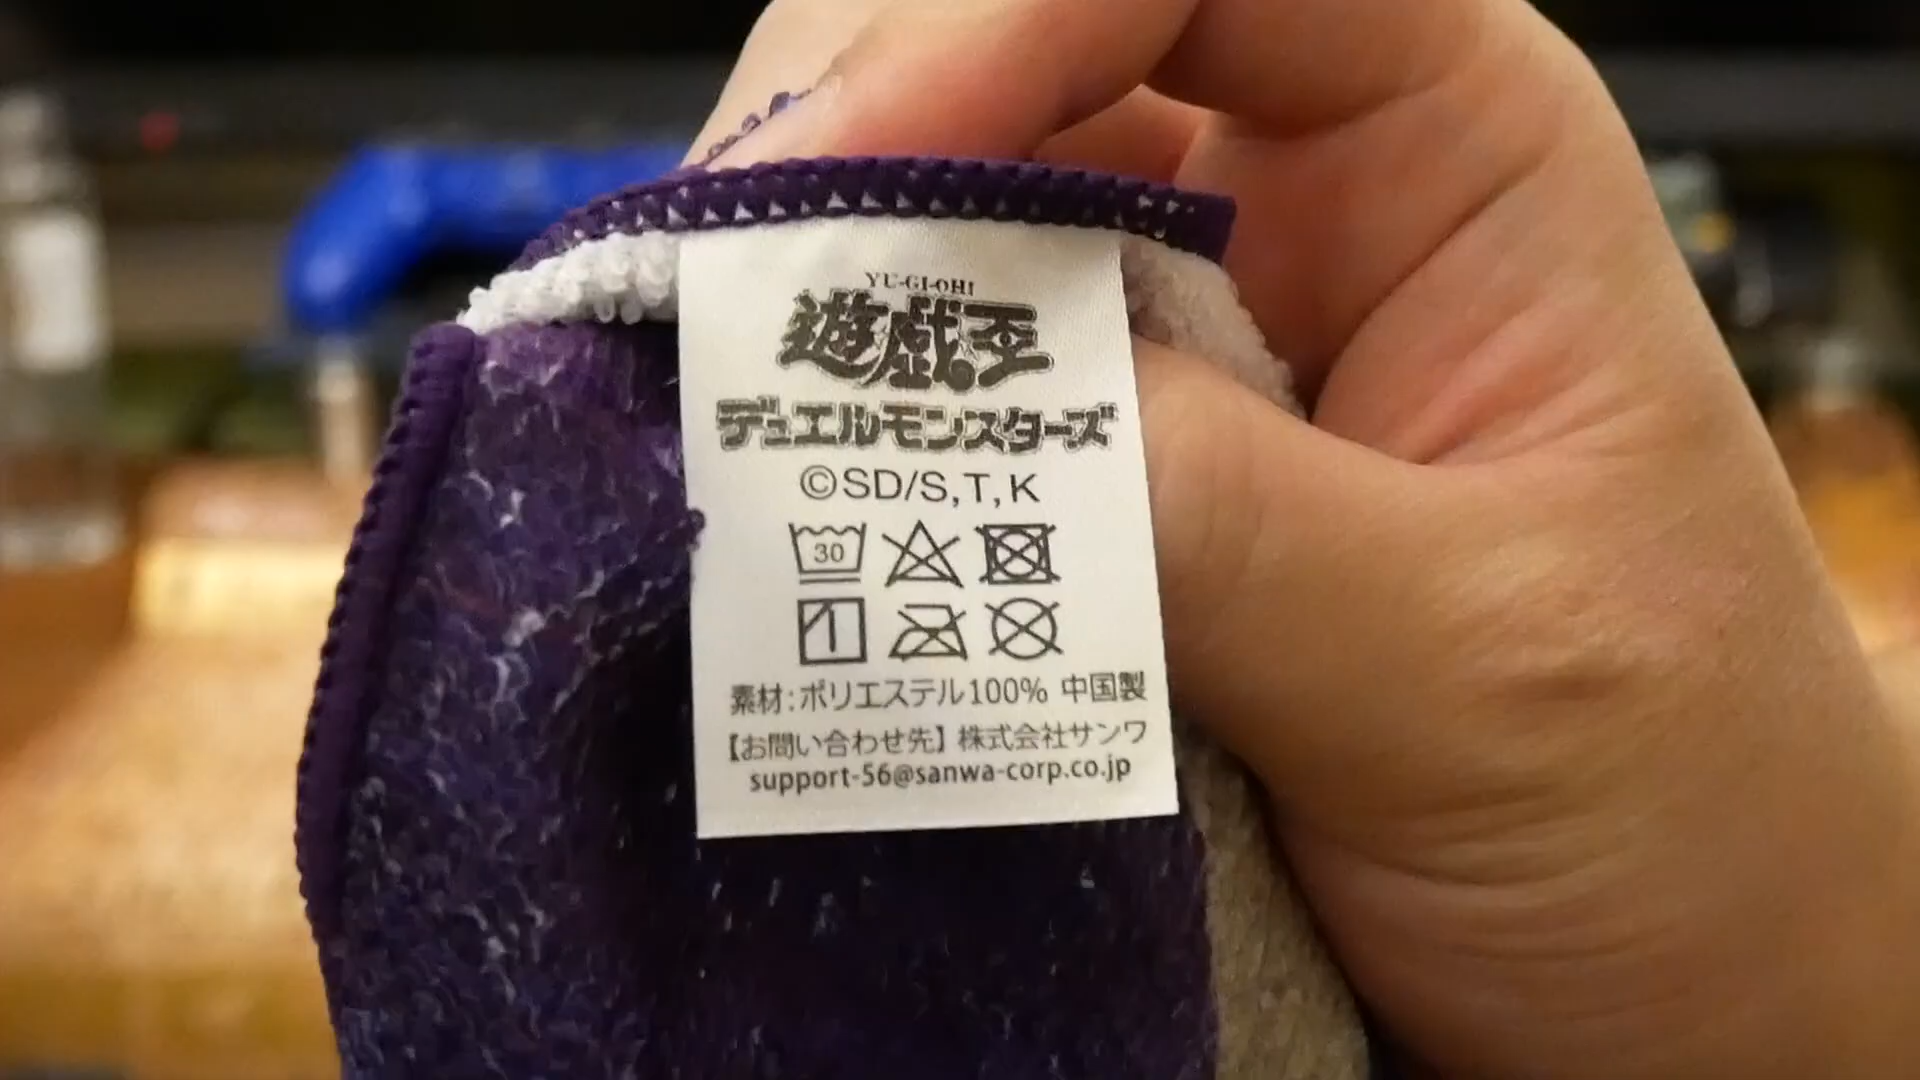 YU-GI-OH!
遊戯王
デュエルモンスターズ
©SD/S,T,K
30
素材:ポリエステル100% 中国製
【お問い合わせ先】株式会社サンワ
support-56@sanwa-corp.co.jp